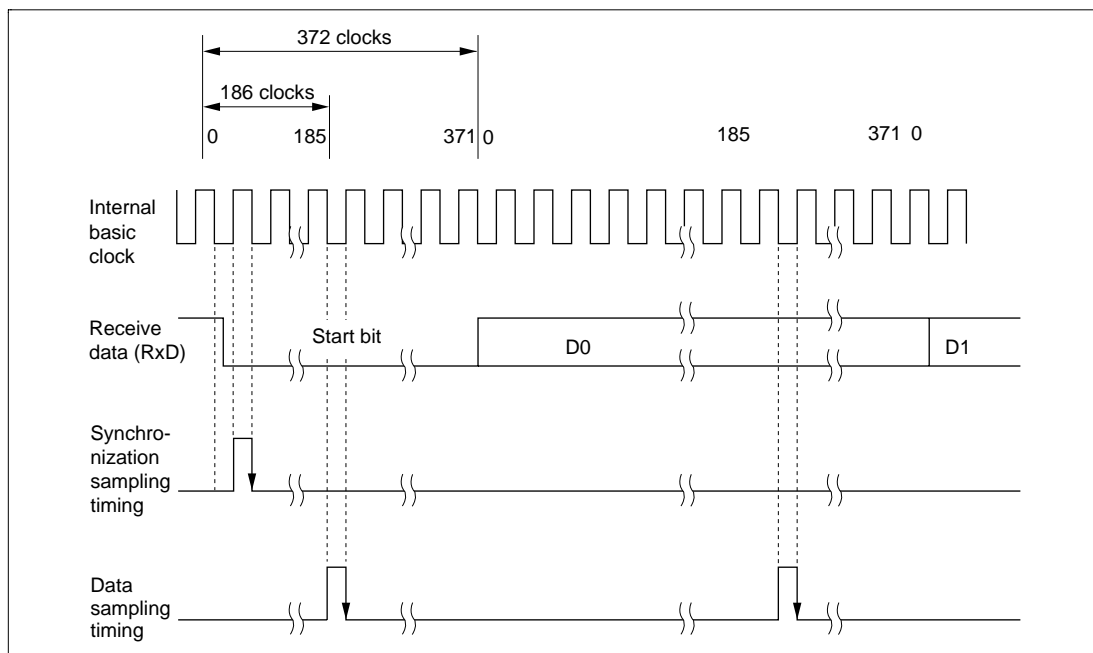 372 clocks
186 clocks
0 185 371 0 185 371 0
Internal
basic
clock
Receive
data (RxD)
Start bit
D0
D1
Synchro-
nization
sampling
timing
Data
sampling
timing